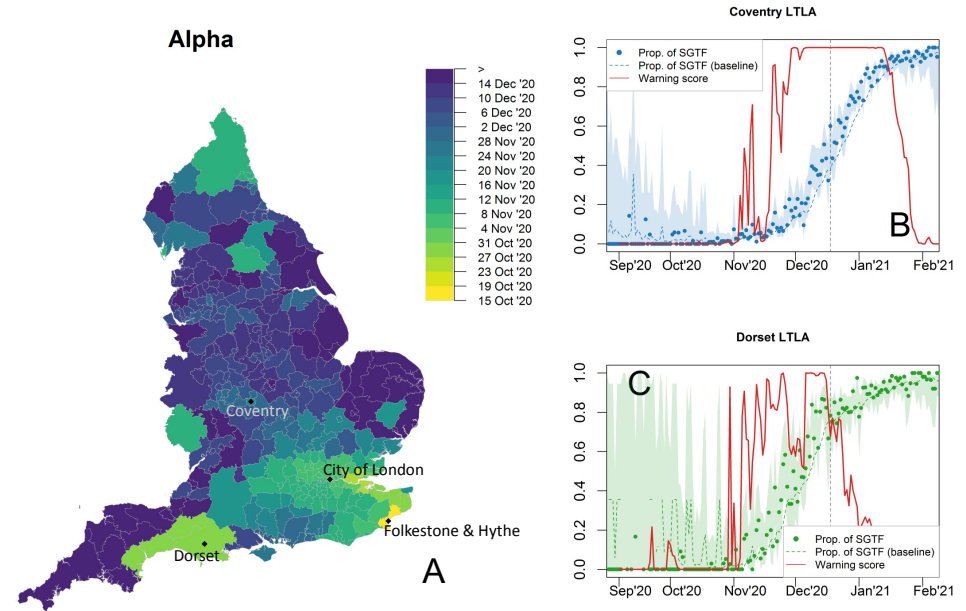 Alpha
>
14 Dec '20
10 Dec '20
6 Dec '20
2 Dec '20
28 Nov '20
24 Nov '20
20 Nov '20
16 Nov '20
12 Nov '20
8 Nov '20
4 Nov '20
31 Oct '20
27 Oct '20
23 Oct '20
19 Oct '20
15 Oct '20
Coventry
City of London
Folkestone & Hythe
Dorset
A
Coventry LTLA
Prop. of SGTF
Prop. of SGTF (baseline)
Warning score
1.0
0.8
0.6
0.4
0.2
0.0
B
Sep'20 Oct'20 Nov'20 Dec'20 Jan'21 Feb'21
Dorset LTLA
C
1.0
0.8
0.6
0.4
0.2
0.0
Prop. of SGTF
Prop. of SGTF (baseline)
Warning score
Sep'20 Oct'20 Nov'20 Dec'20 Jan'21 Feb'21